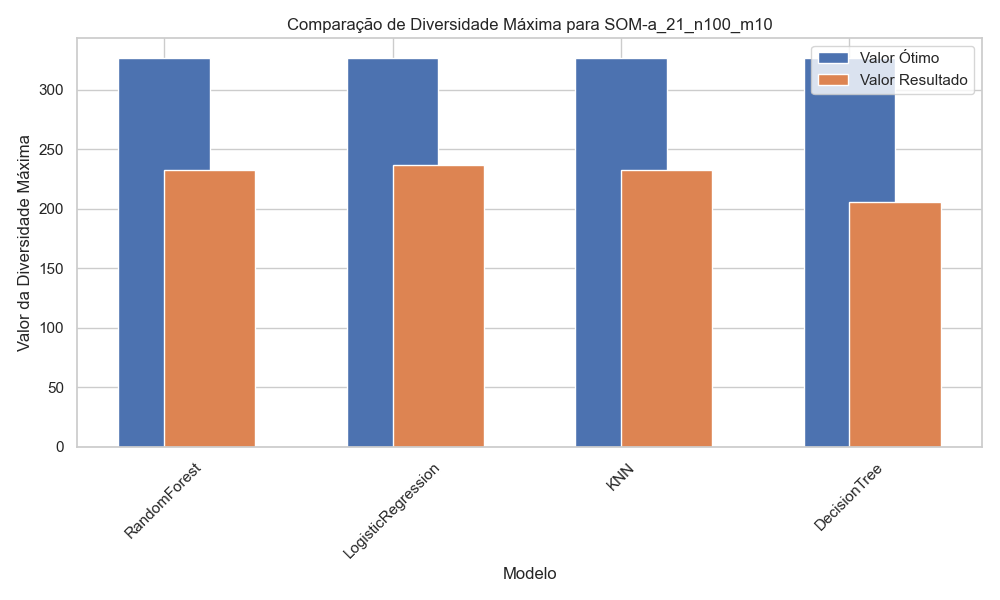 Comparação de Diversidade Máxima para SOM-a_21_n100_m10
Valor Ótimo
Valor Resultado
Valor da Diversidade Máxima
300
250
200
150
100
50
0
RandomForest
LogisticRegression
KNN
DecisionTree
Modelo